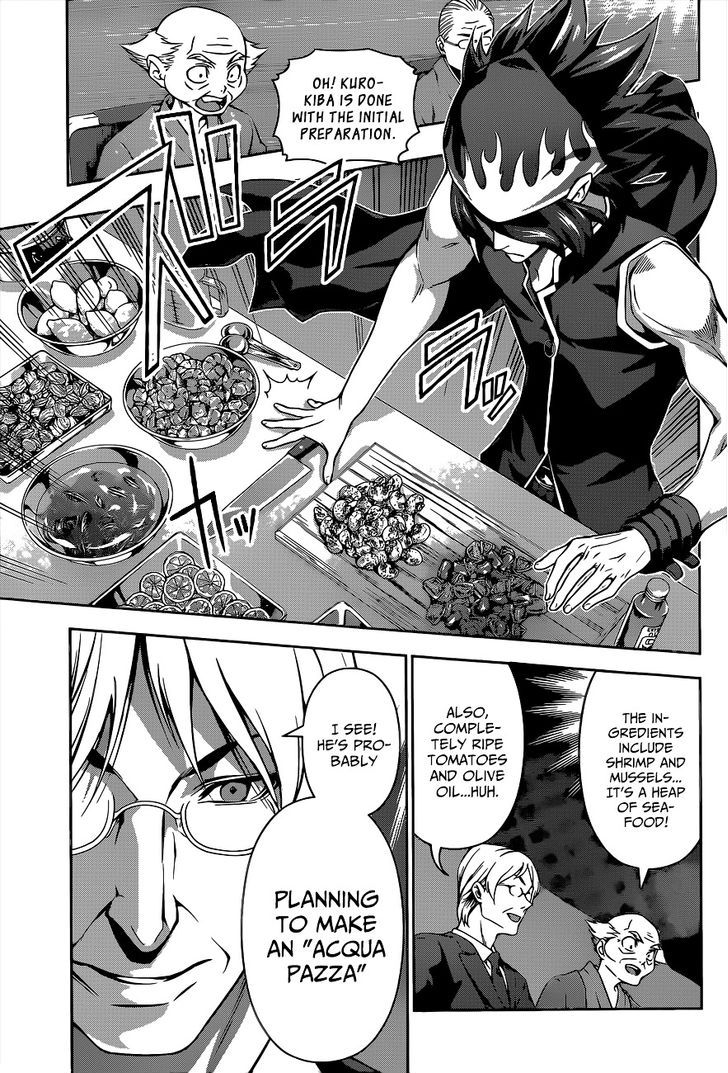 OH! KURO-
KIBA IS DONE
WITH THE INITIAL
PREPARATION.
THE IN-
GREDIENTS
INCLUDE
SHRIMP AND
MUSSELS...
IT'S A HEAP
OF SEA-
FOOD!
ALSO,
COMPLE-
TELY RIPE
TOMATOES
AND OLIVE
OIL...HUH.
I SEE!
HE'S PRO-
BABLY
PLANNING
TO MAKE
AN "ACQUA
PAZZA"